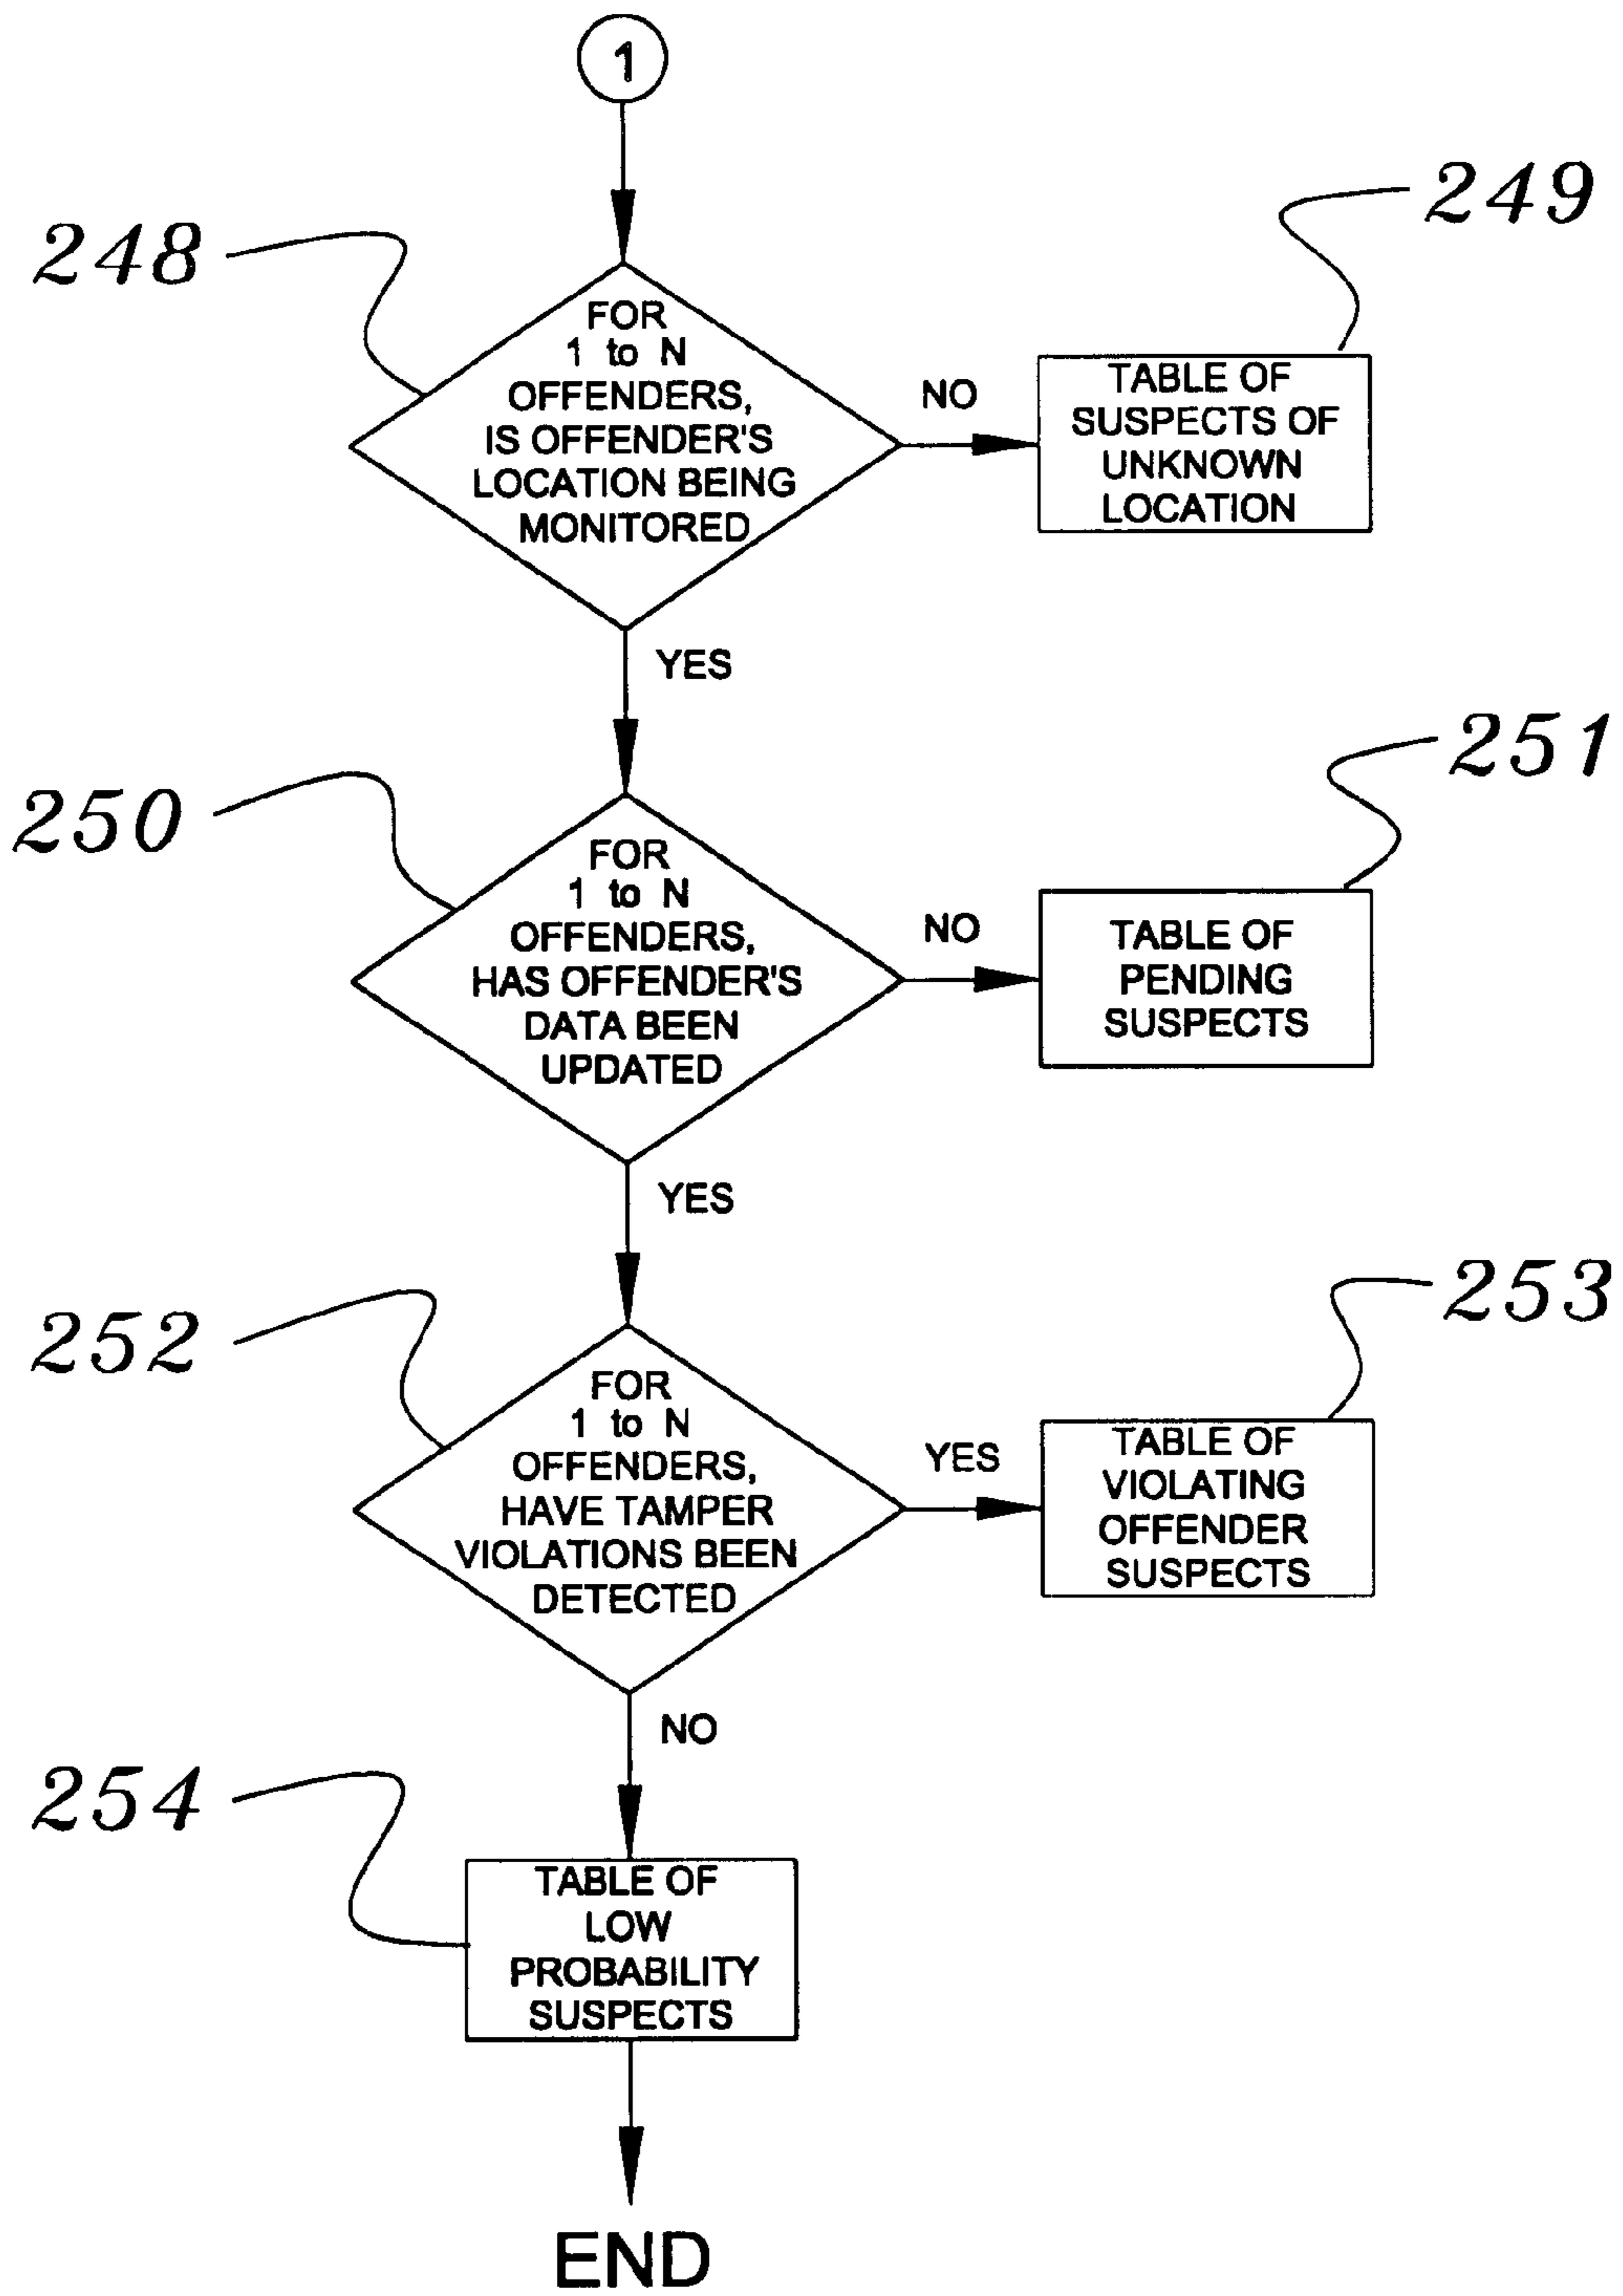 1
248
249
FOR
1 to N
OFFENDERS,
IS OFFENDER'S
LOCATION BEING
MONITORED
NO
TABLE OF
SUSPECTS OF
UNKNOWN
LOCATION
YES
250
251
FOR
1 to N
OFFENDERS,
HAS OFFENDER'S
DATA BEEN
UPDATED
NO
TABLE OF
PENDING
SUSPECTS
YES
252
253
FOR
1 to N
OFFENDERS,
HAVE TAMPER
VIOLATIONS BEEN
DETECTED
YES
TABLE OF
VIOLATING
OFFENDER
SUSPECTS
NO
254
TABLE OF
LOW
PROBABILITY
SUSPECTS
END